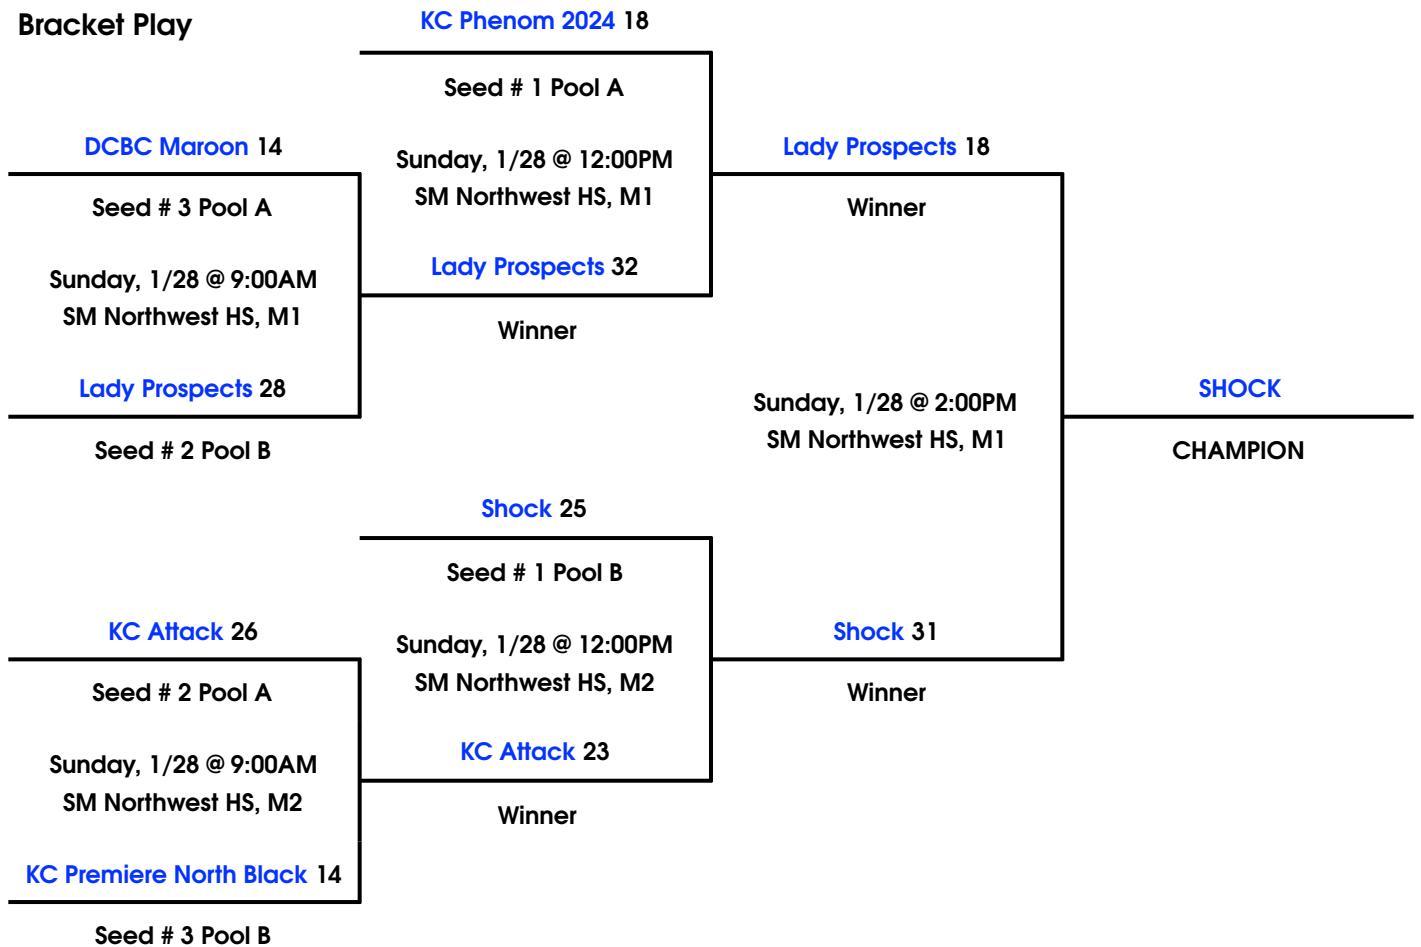 Bracket Play
KC Phenom 2024 18
Seed # 1 Pool A
DCBC Maroon 14
Sunday, 1/28 @ 12:00PM
SM Northwest HS, M1
Lady Prospects 18
Seed # 3 Pool A
Winner
Sunday, 1/28 @ 9:00AM
SM Northwest HS, M1
Lady Prospects 32
Winner
Lady Prospects 28
Seed # 2 Pool B
Sunday, 1/28 @ 2:00PM
SM Northwest HS, M1
SHOCK
CHAMPION
Shock 25
Seed # 1 Pool B
KC Attack 26
Sunday, 1/28 @ 12:00PM
SM Northwest HS, M2
Shock 31
Seed # 2 Pool A
Winner
Sunday, 1/28 @ 9:00AM
SM Northwest HS, M2
KC Attack 23
Winner
KC Premiere North Black 14
Seed # 3 Pool B